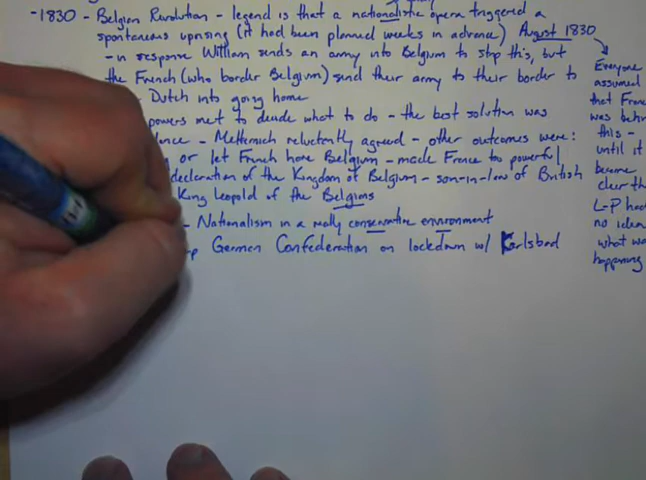 -1830 - Belgian Revolution - legend is that a nationalistic opera triggered a
spontaneous uprising (it had been planned weeks in advance) August 1830
- in response William sends an army into Belgium to stop this, but
the French (who border Belgium) send their army to their border to
Dutch into going home
powers met to decide what to do - the best solution was
- Metternich reluctantly agreed - other outcomes were:
or let French have Belgium - made France to powerful
declaration of the Kingdom of Belgium - son-in-law of British
King Leopold of the Belgians
- Nationalism in a really conservative environment
German Confederation on lockdown w/ Karlsbad
Everyone
assumed
that France
was behind
this -
until it
became
clear that
L-P had
no idea
what was
happening